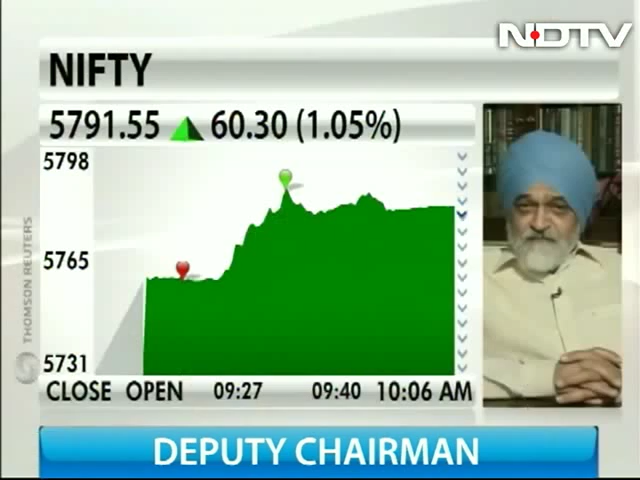 NDTV
NIFTY
5791.55 60.30 (1.05%)
5798
5765
5731
THOMSON REUTERS
CLOSE OPEN 09:27 09:40 10:06 AM
DEPUTY CHAIRMAN